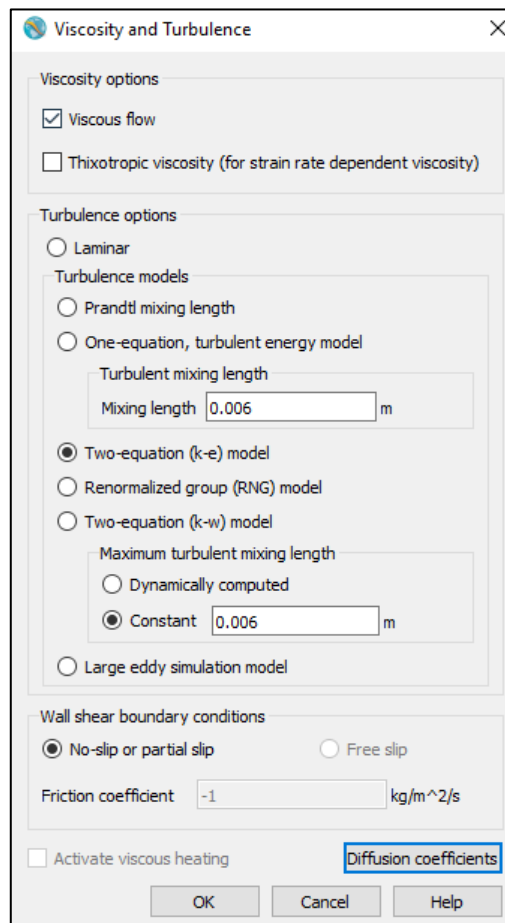 Viscosity and Turbulence
Viscosity options
Viscous flow
Thixotropic viscosity (for strain rate dependent viscosity)
Turbulence options
Laminar
Turbulence models
Prandtl mixing length
One-equation, turbulent energy model
Turbulent mixing length
Mixing length 0.006 m
Two-equation (k-e) model
Renormalized group (RNG) model
Two-equation (k-w) model
Maximum turbulent mixing length
Dynamically computed
Constant 0.006 m
Large eddy simulation model
Wall shear boundary conditions
No-slip or partial slip Free slip
Friction coefficient -1 kg/m^2/s
Activate viscous heating Diffusion coefficients
OK Cancel Help